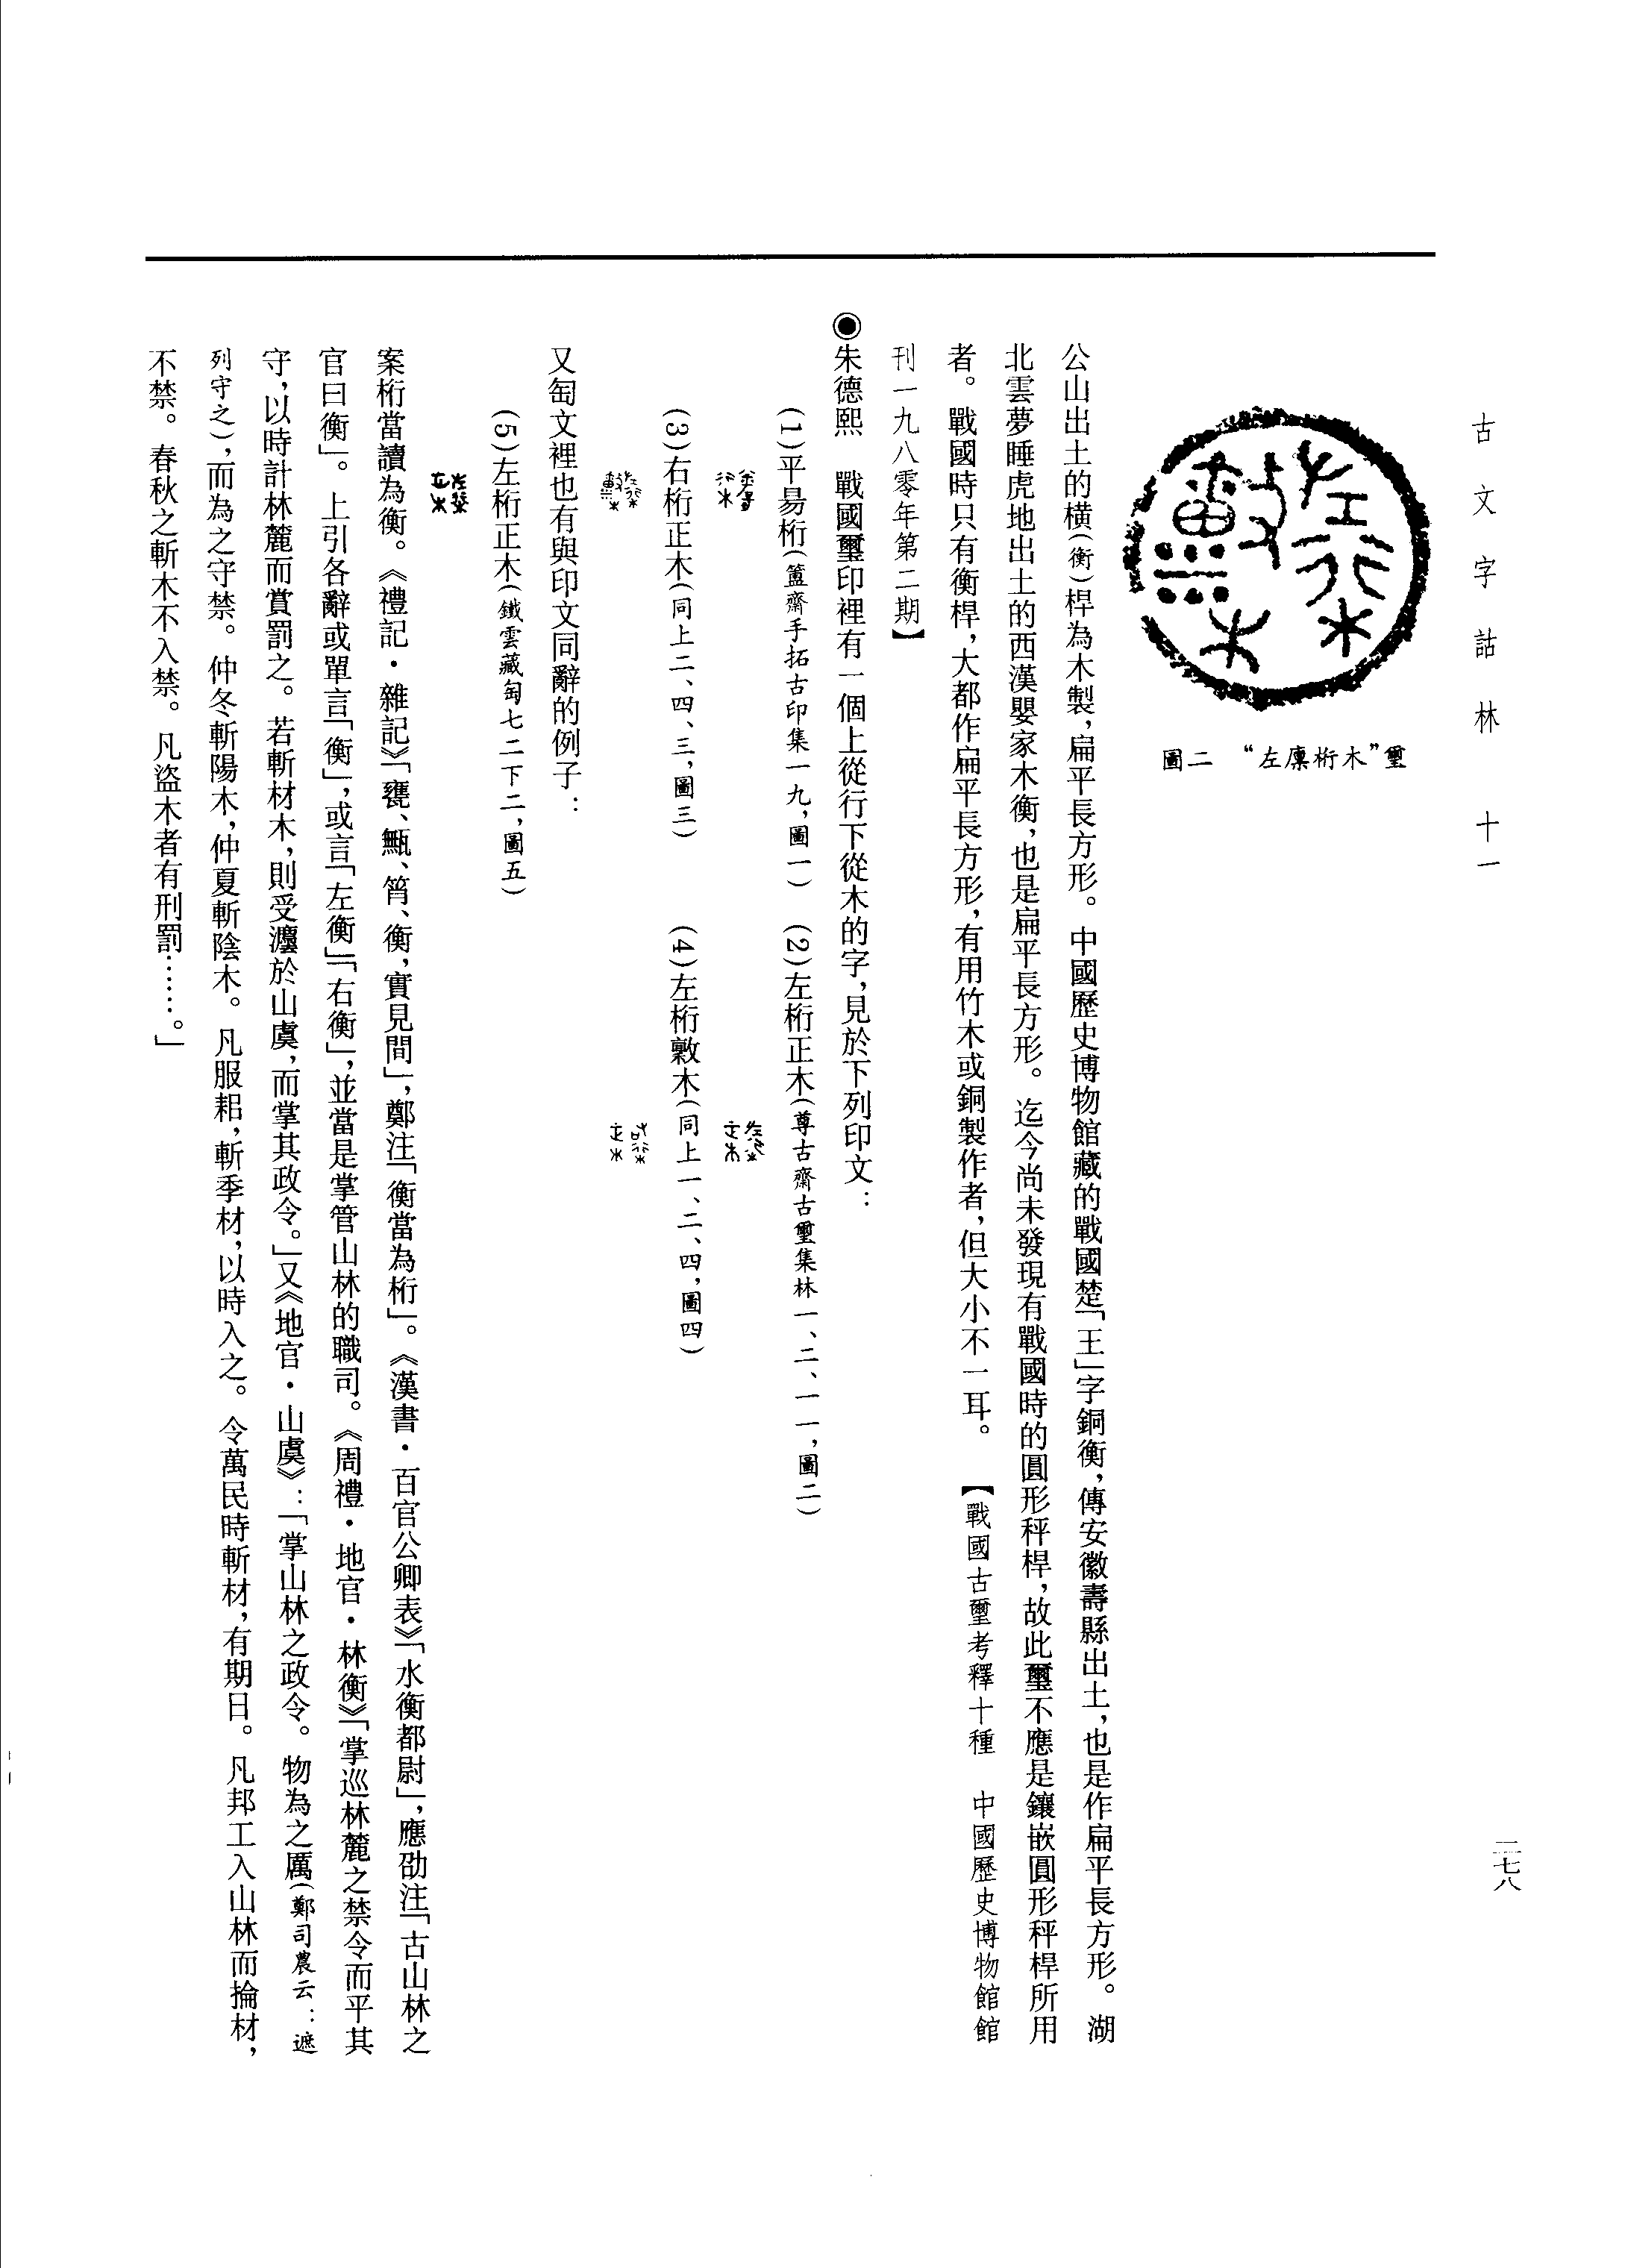 古文字詁林 十一
二七八
圖二 “左廩桁木”璽
公山出土的橫(衡)桿為木製，扁平長方形。中國歷史博物館藏的戰國楚「王」字銅衡，傳安徽壽縣出土，也是作扁平長方形。湖
北雲夢睡虎地出土的西漢嬰家木衡，也是扁平長方形。迄今尚未發現有戰國時的圓形秤桿，故此璽不應是鑲嵌圓形秤桿所用
者。戰國時只有衡桿，大都作扁平長方形，有用竹木或銅製作者，但大小不一耳。 【戰國古璽考釋十種 中國歷史博物館館
刊一九八零年第二期】
◉朱德熙 戰國璽印裡有一個上從行下從木的字，見於下列印文：
(1)平昜桁(簠齋手拓古印集一九，圖一) (2)左桁正木(尊古齋古璽集林一、二、一一，圖二)
(3)右桁正木(同上二、四、三，圖三) (4)左桁斁木(同上一、二、四，圖四)
又匋文裡也有與印文同辭的例子：
(5)左桁正木(鐵雲藏匋七二下二，圖五)
案桁當讀為衡。《禮記·雜記》「甕、甒、筲、衡，實見間」，鄭注「衡當為桁」。《漢書·百官公卿表》「水衡都尉」，應劭注「古山林之
官曰衡」。上引各辭或單言「衡」，或言「左衡」「右衡」，並當是掌管山林的職司。《周禮·地官·林衡》「掌巡林麓之禁令而平其
守，以時計林麓而賞罰之。若斬材木，則受灋於山虞，而掌其政令。」又《地官·山虞》：「掌山林之政令。物為之厲(鄭司農云：遮
列守之)，而為之守禁。仲冬斬陽木，仲夏斬陰木。凡服耜，斬季材，以時入之。令萬民時斬材，有期日。凡邦工入山林而掄材，
不禁。春秋之斬木不入禁。凡盜木者有刑罰……。」